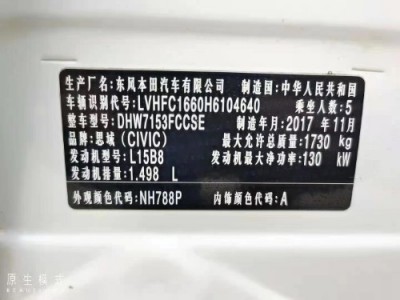 生产厂名:东风本田汽车有限公司 制造国:中华人民共和国
车辆识别代号:LVHFC1660H6104640 乘坐人数:5
整车型号:DHW7153FCCSE 制造年月:2017 年 11月
品牌:思域(CIVIC) 最大允许总质量:1730 kg
发动机型号:L15B8 发动机最大净功率:130 kW
发动机排量:1.498 L
外观颜色代码:NH788P 内饰颜色代码:A
原生模式